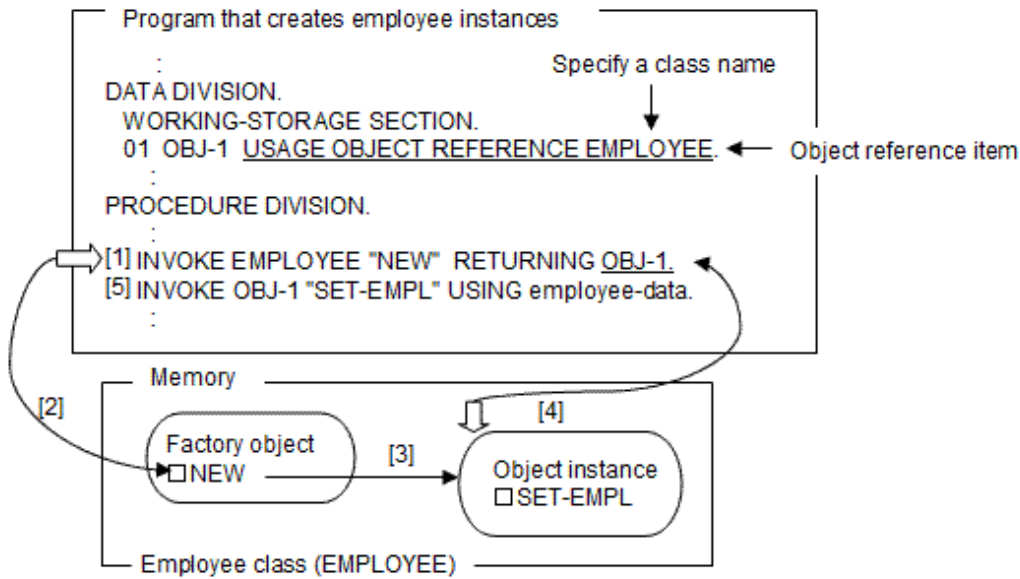 Program that creates employee instances
:
Specify a class name
DATA DIVISION.
WORKING-STORAGE SECTION.
01 OBJ-1 USAGE OBJECT REFERENCE EMPLOYEE.
Object reference item
:
PROCEDURE DIVISION.
:
[1] INVOKE EMPLOYEE "NEW" RETURNING OBJ-1.
[5] INVOKE OBJ-1 "SET-EMPL" USING employee-data.
:
Memory
[2]
[4]
Factory object
NEW
[3]
Object instance
SET-EMPL
Employee class (EMPLOYEE)